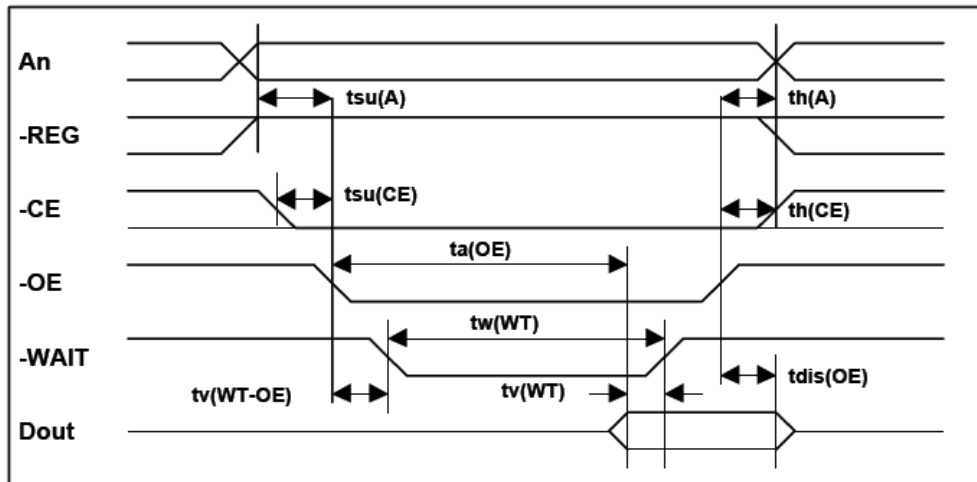 An
tsu(A)
th(A)
-REG
tsu(CE)
-CE
th(CE)
ta(OE)
-OE
tw(WT)
-WAIT
tdis(OE)
tv(WT-OE)
tv(WT)
Dout